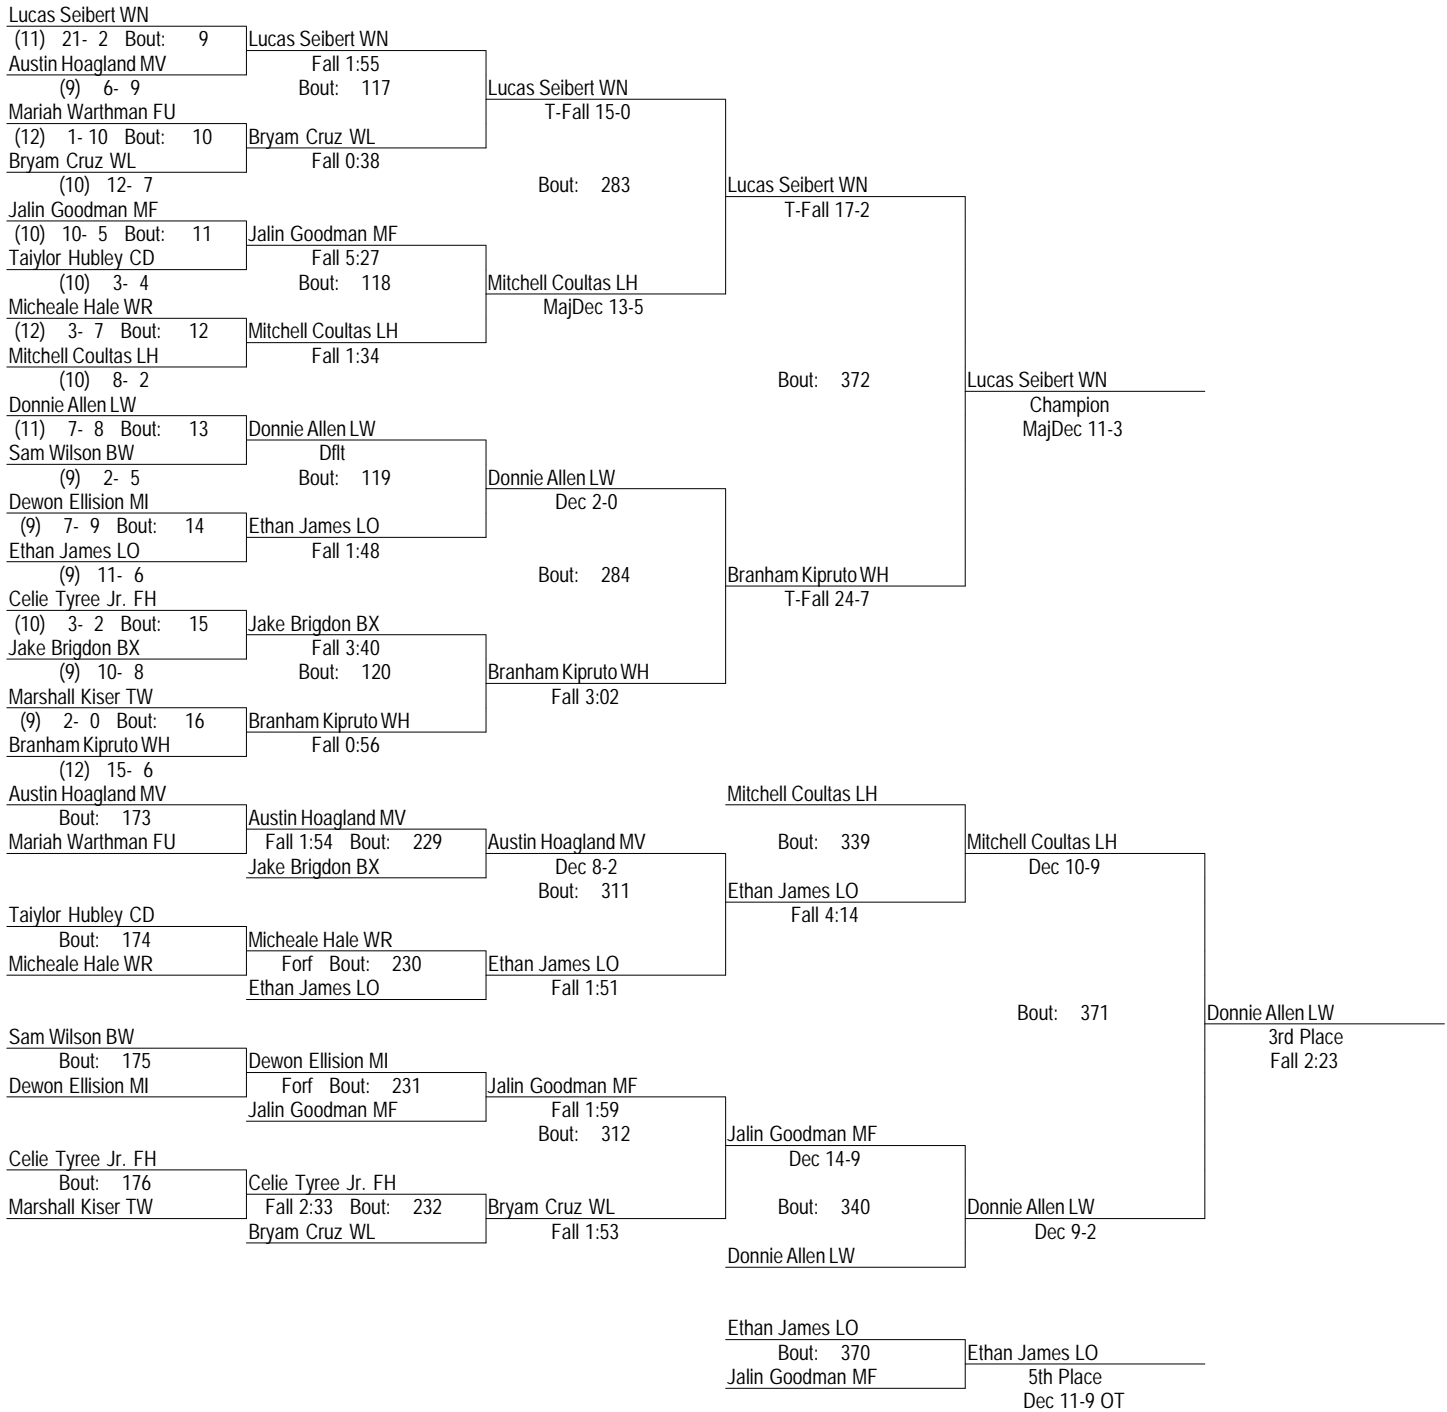 Lucas Seibert WN
(11) 21- 2 Bout: 9 Lucas Seibert WN
Austin Hoagland MV Fall 1:55
(9) 6- 9 Bout: 117 Lucas Seibert WN
Mariah Warthman FU T-Fall 15-0
(12) 1- 10 Bout: 10 Bryam Cruz WL
Bryam Cruz WL Fall 0:38
(10) 12- 7 Bout: 283 Lucas Seibert WN
Jalin Goodman MF T-Fall 17-2
(10) 10- 5 Bout: 11 Jalin Goodman MF
Taiylor Hubley CD Fall 5:27
(10) 3- 4 Bout: 118 Mitchell Coultas LH
Micheale Hale WR MajDec 13-5
(12) 3- 7 Bout: 12 Mitchell Coultas LH
Mitchell Coultas LH Fall 1:34
(10) 8- 2 Bout: 372 Lucas Seibert WN
Donnie Allen LW Champion
(11) 7- 8 Bout: 13 Donnie Allen LW MajDec 11-3
Sam Wilson BW Dflt
(9) 2- 5 Bout: 119 Donnie Allen LW
Dewon Ellision MI Dec 2-0
(9) 7- 9 Bout: 14 Ethan James LO
Ethan James LO Fall 1:48
(9) 11- 6 Bout: 284 Branham Kipruto WH
Celie Tyree Jr. FH T-Fall 24-7
(10) 3- 2 Bout: 15 Jake Brigdon BX
Jake Brigdon BX Fall 3:40
(9) 10- 8 Bout: 120 Branham Kipruto WH
Marshall Kiser TW Fall 3:02
(9) 2- 0 Bout: 16 Branham Kipruto WH
Branham Kipruto WH Fall 0:56
(12) 15- 6
Austin Hoagland MV Mitchell Coultas LH
Bout: 173 Austin Hoagland MV
Mariah Warthman FU Fall 1:54 Bout: 229 Austin Hoagland MV Bout: 339 Mitchell Coultas LH
Jake Brigdon BX Dec 8-2 Dec 10-9
Bout: 311 Ethan James LO
Taiylor Hubley CD Fall 4:14
Bout: 174 Micheale Hale WR
Micheale Hale WR Forf Bout: 230 Ethan James LO
Ethan James LO Fall 1:51
Bout: 371 Donnie Allen LW
Sam Wilson BW 3rd Place
Bout: 175 Dewon Ellision MI Fall 2:23
Dewon Ellision MI Forf Bout: 231 Jalin Goodman MF
Jalin Goodman MF Fall 1:59
Bout: 312 Jalin Goodman MF
Celie Tyree Jr. FH Dec 14-9
Bout: 176 Celie Tyree Jr. FH
Marshall Kiser TW Fall 2:33 Bout: 232 Bryam Cruz WL Bout: 340 Donnie Allen LW
Bryam Cruz WL Fall 1:53 Dec 9-2
Donnie Allen LW
Ethan James LO
Bout: 370 Ethan James LO
Jalin Goodman MF 5th Place
Dec 11-9 OT